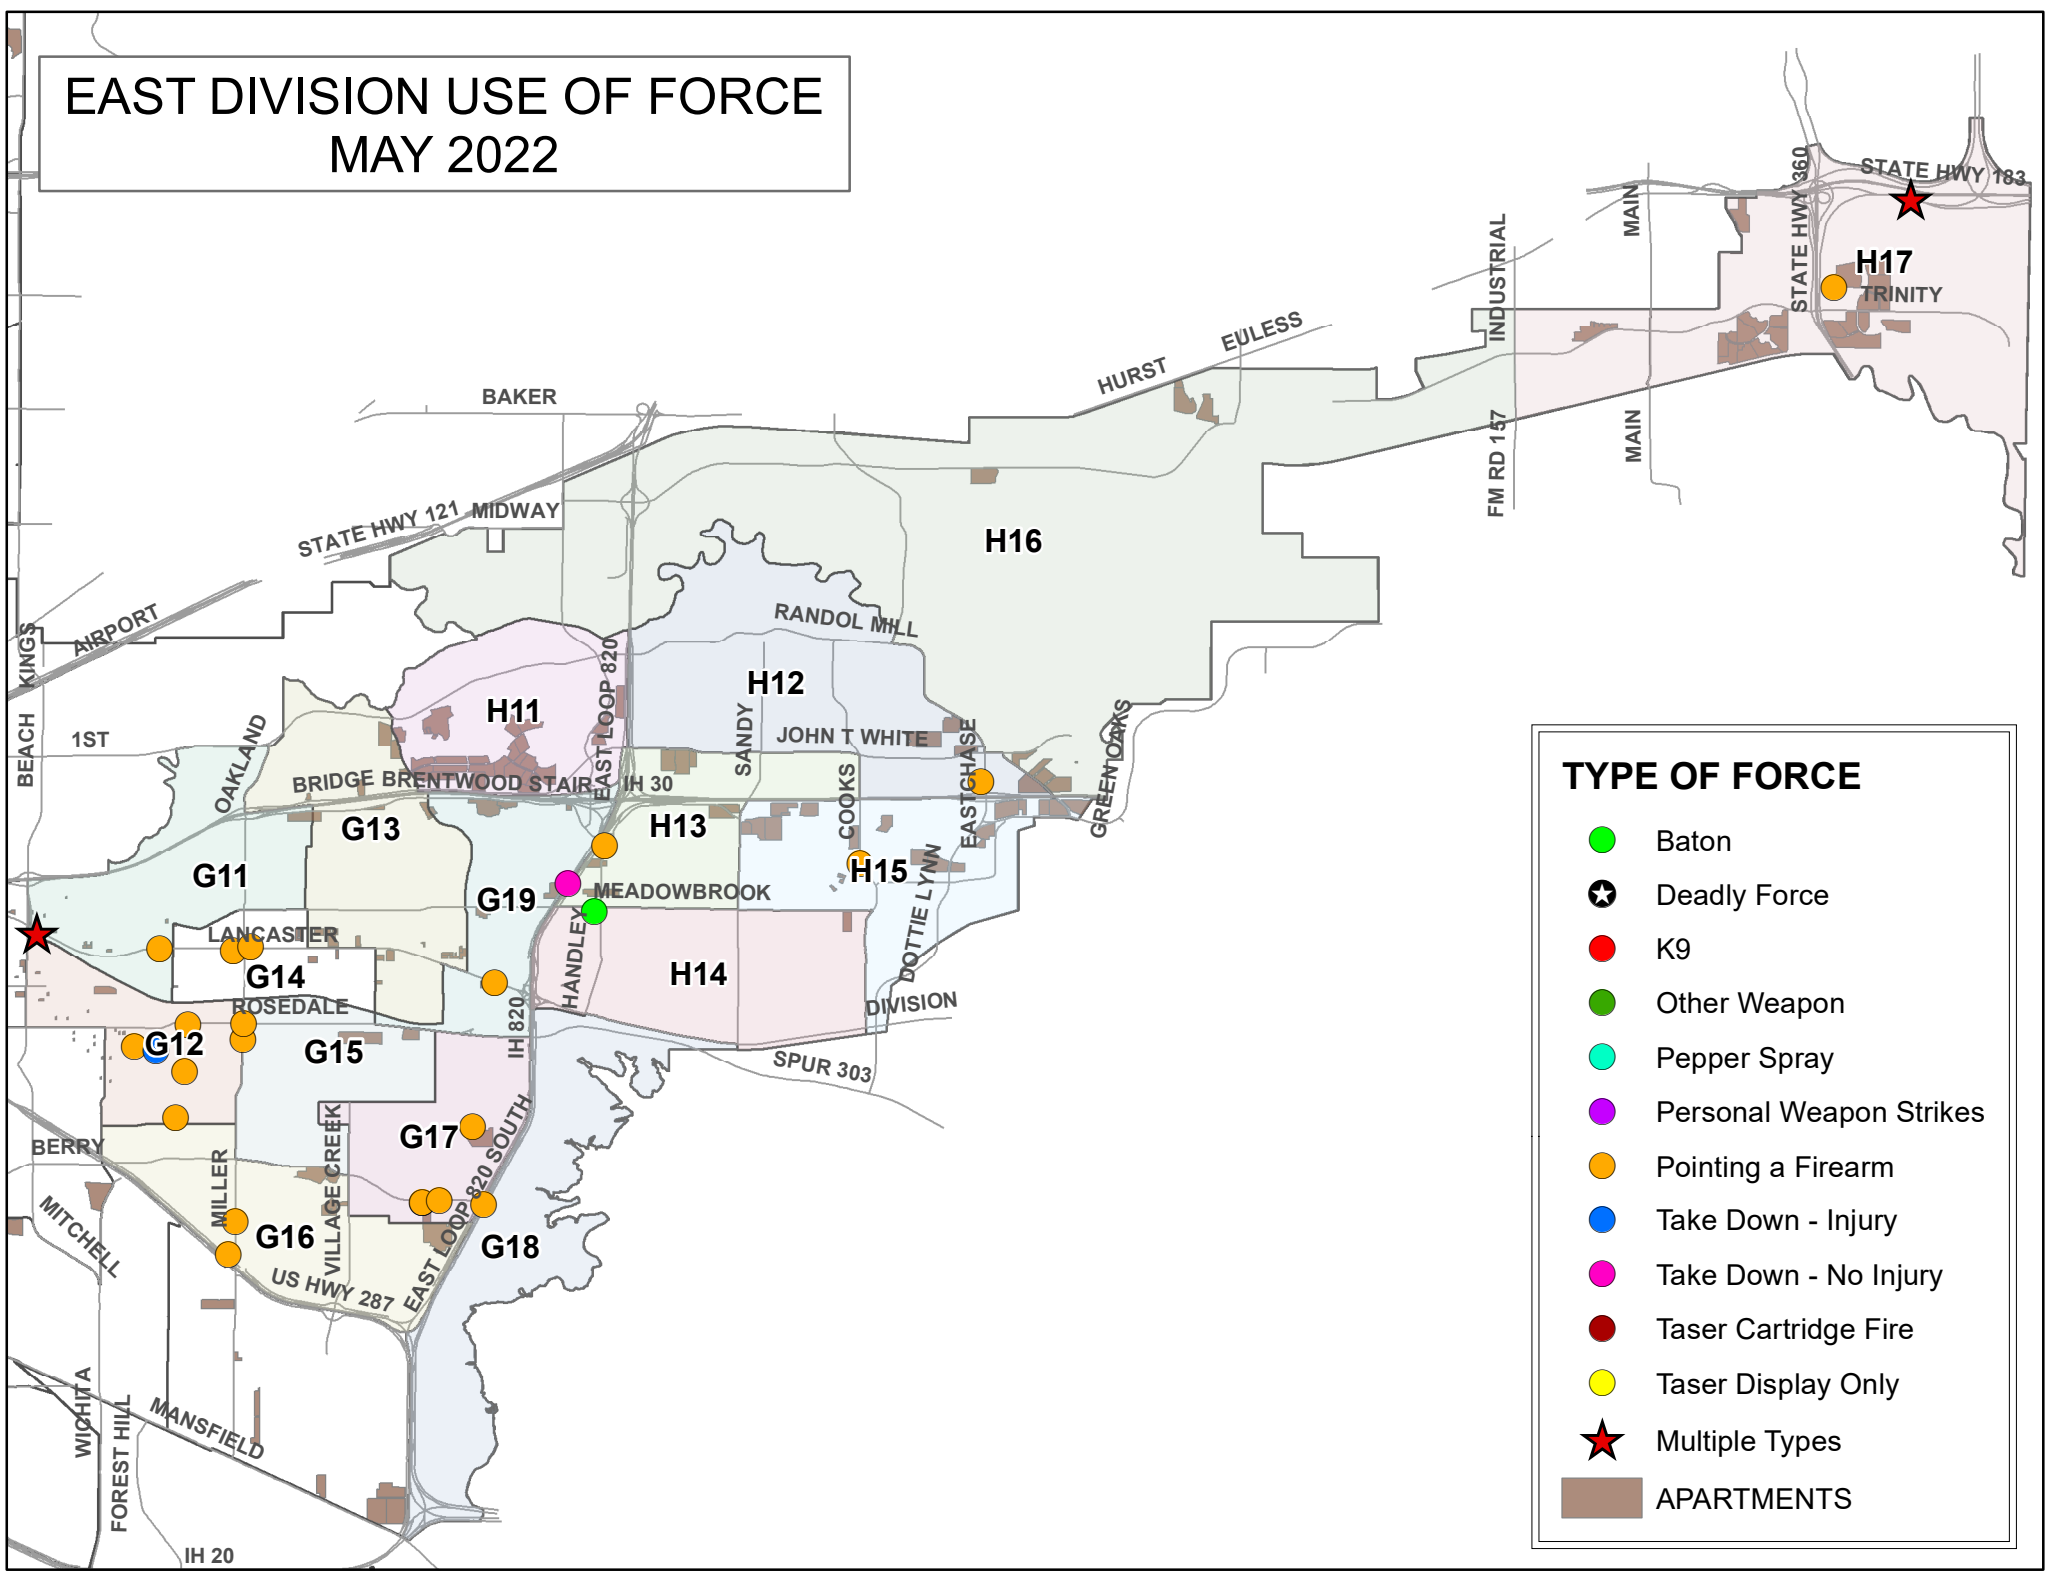 EAST DIVISION USE OF FORCE
MAY 2022
STATE HWY 183
STATE HWY 360
MAIN
INDUSTRIAL
H17
TRINITY
EULESS
HURST
BAKER
FM RD 157
MAIN
STATE HWY 121
MIDWAY
H16
AIRPORT
KINGS
RANDOL MILL
EAST LOOP 820
H12
H11
BEACH
1ST
OAKLAND
SANDY
JOHN T WHITE
EASTCHASE
GREEN OAKS
BRIDGE BRENTWOOD STAIR
IH 30
COOKS
G13
H13
G11
H15
G19
MEADOWBROOK
DOTTIE LYNN
LANCASTER
HANDLEY
G14
H14
ROSEDALE
DIVISION
IH 820
G12
G15
SPUR 303
BERRY
G17
VILLAGE CREEK
MILLER
EAST LOOP 820 SOUTH
MITCHELL
G16
G18
US HWY 287
WICHITA
FOREST HILL
MANSFIELD
IH 20
TYPE OF FORCE
Baton
Deadly Force
K9
Other Weapon
Pepper Spray
Personal Weapon Strikes
Pointing a Firearm
Take Down - Injury
Take Down - No Injury
Taser Cartridge Fire
Taser Display Only
Multiple Types
APARTMENTS